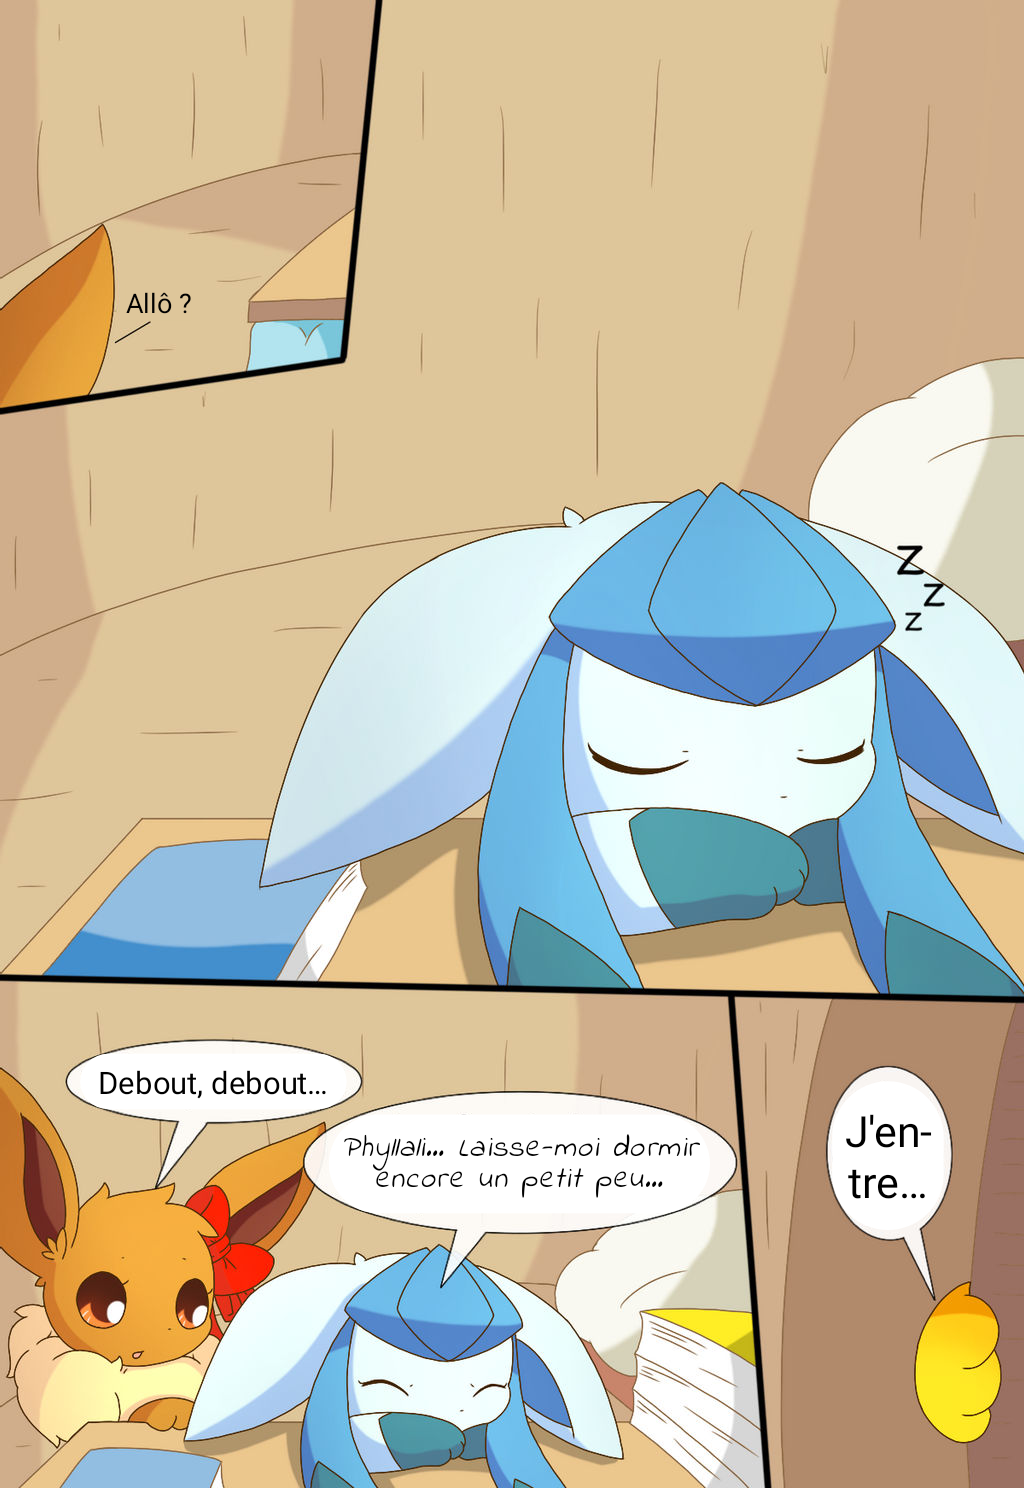 Allô ?
z
z
z
Debout, debout...
Phyllali... Laisse-moi dormir
encore un petit peu...
J'en-
tre...